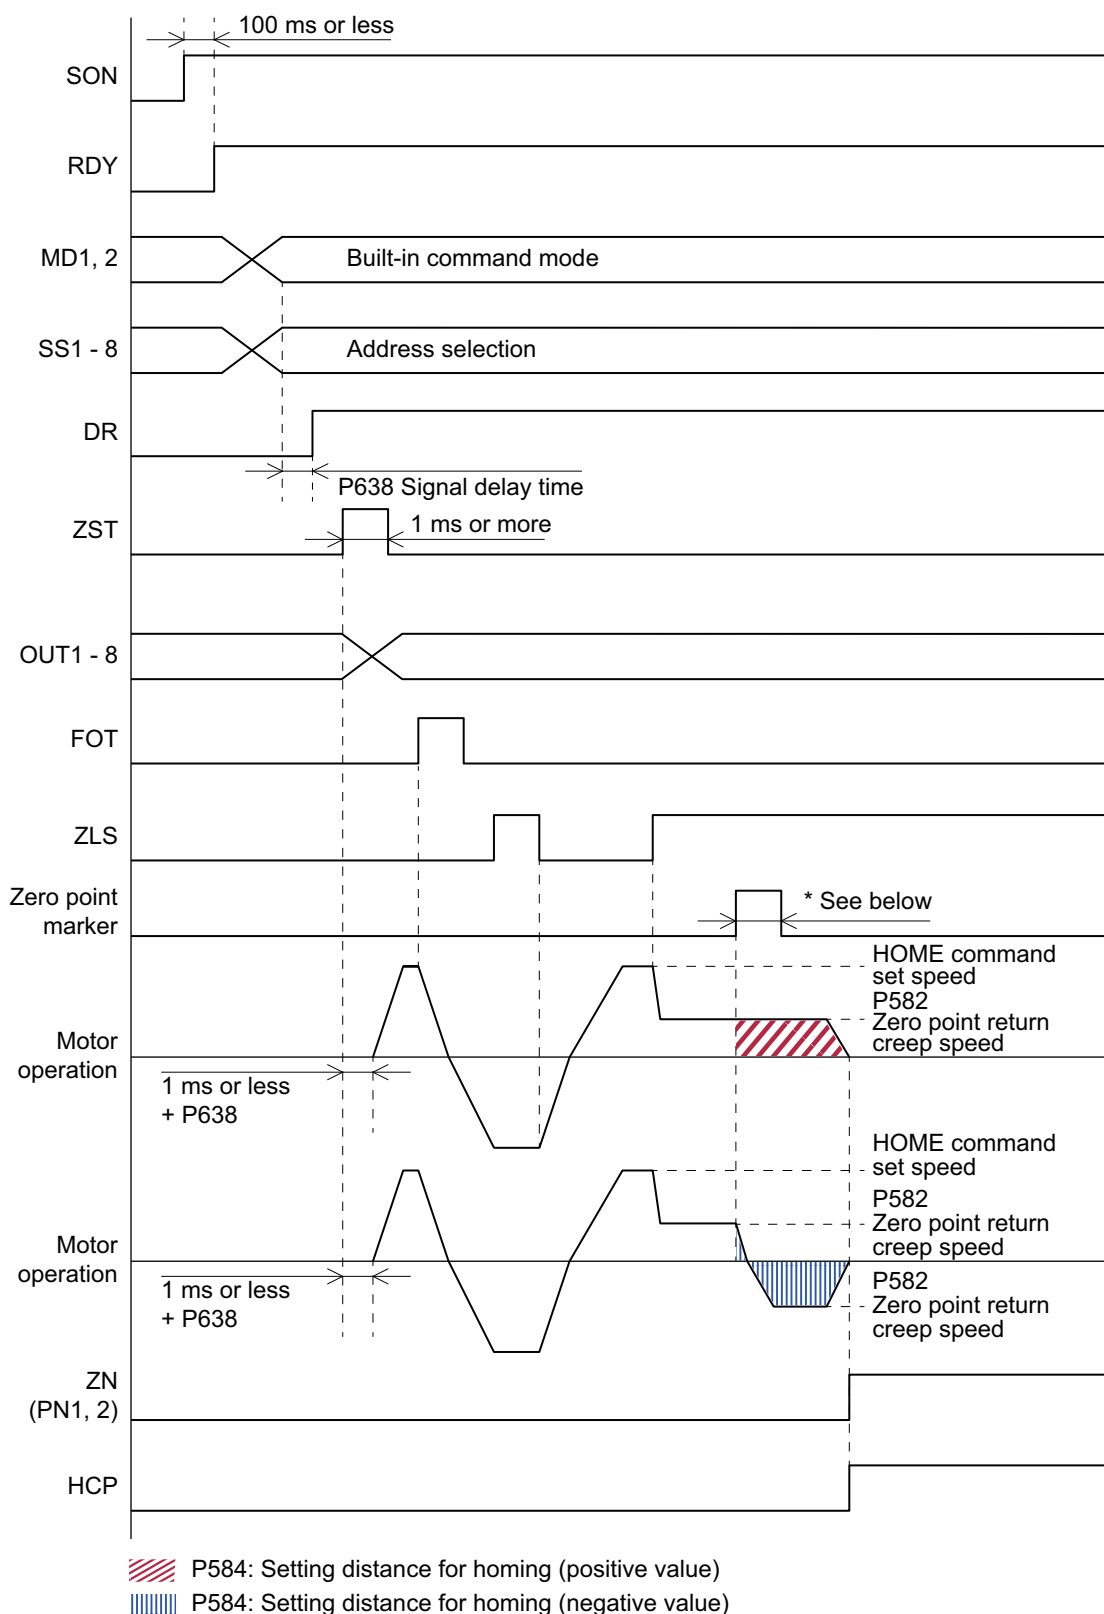 100 ms or less
SON
RDY
MD1, 2
Built-in command mode
SS1 - 8
Address selection
DR
P638 Signal delay time
ZST
1 ms or more
OUT1 - 8
FOT
ZLS
Zero point
marker
* See below
HOME command
set speed
P582
Zero point return
creep speed
Motor
operation
1 ms or less
+ P638
HOME command
set speed
P582
Zero point return
creep speed
Motor
operation
P582
Zero point return
creep speed
1 ms or less
+ P638
ZN
(PN1, 2)
HCP
P584: Setting distance for homing (positive value)
P584: Setting distance for homing (negative value)